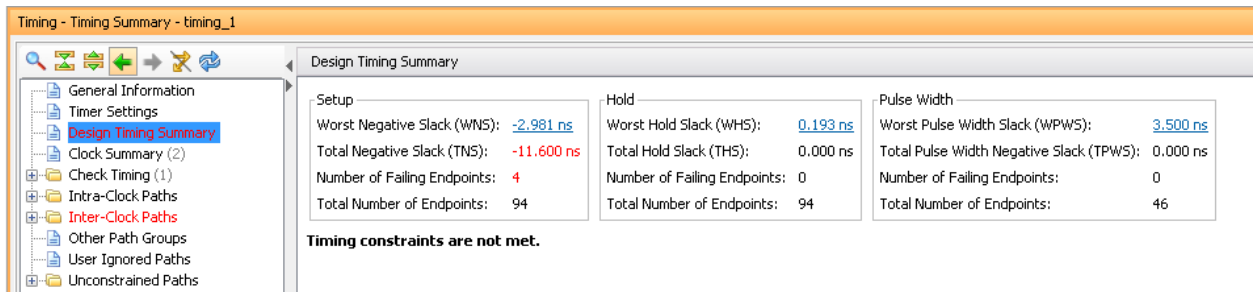 Timing - Timing Summary - timing_1
General Information
Timer Settings
Design Timing Summary
Clock Summary (2)
Check Timing (1)
Intra-Clock Paths
Inter-Clock Paths
Other Path Groups
User Ignored Paths
Unconstrained Paths
Design Timing Summary
Setup
Worst Negative Slack (WNS): -2.981 ns
Total Negative Slack (TNS): -11.600 ns
Number of Failing Endpoints: 4
Total Number of Endpoints: 94
Hold
Worst Hold Slack (WHS): 0.193 ns
Total Hold Slack (THS): 0.000 ns
Number of Failing Endpoints: 0
Total Number of Endpoints: 94
Pulse Width
Worst Pulse Width Slack (WPWS): 3.500 ns
Total Pulse Width Negative Slack (TPWS): 0.000 ns
Number of Failing Endpoints: 0
Total Number of Endpoints: 46
Timing constraints are not met.